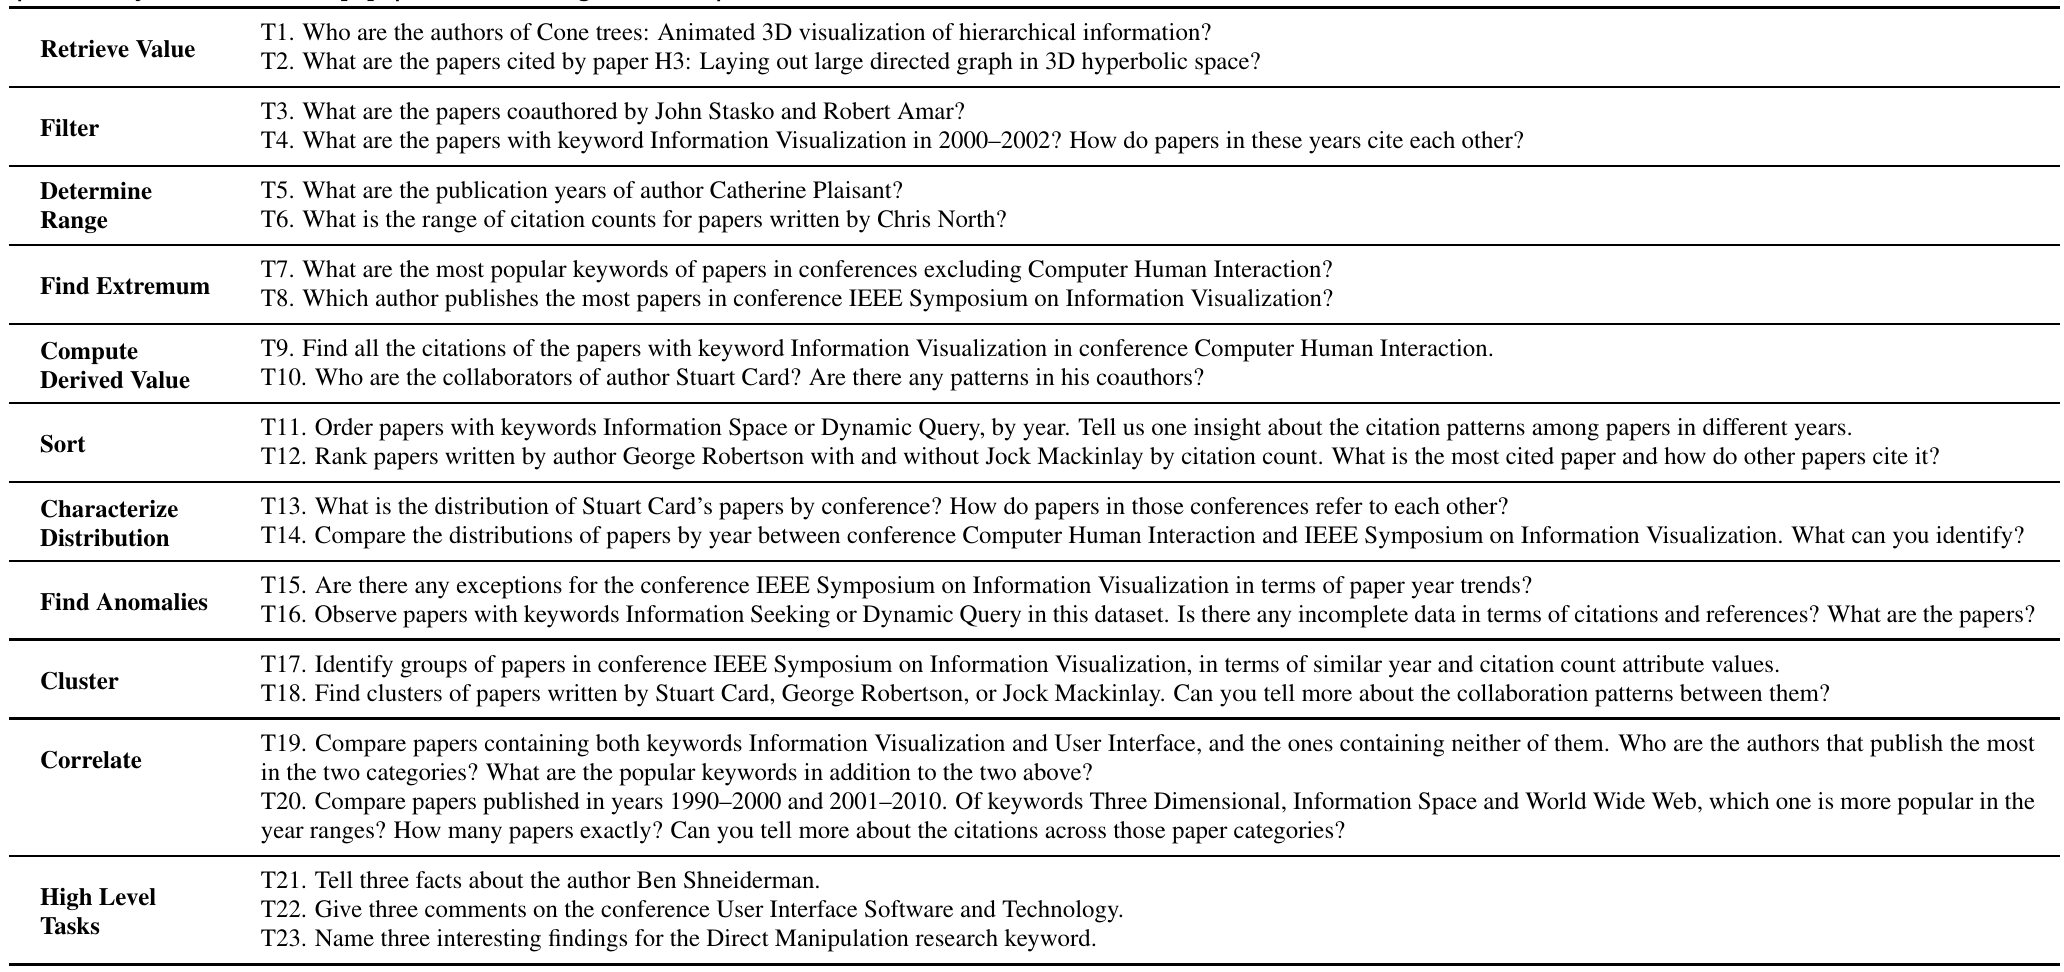 Retrieve Value
T1. Who are the authors of Cone trees: Animated 3D visualization of hierarchical information?
T2. What are the papers cited by paper H3: Laying out large directed graph in 3D hyperbolic space?
Filter
T3. What are the papers coauthored by John Stasko and Robert Amar?
T4. What are the papers with keyword Information Visualization in 2000–2002? How do papers in these years cite each other?
Determine
Range
T5. What are the publication years of author Catherine Plaisant?
T6. What is the range of citation counts for papers written by Chris North?
Find Extremum
T7. What are the most popular keywords of papers in conferences excluding Computer Human Interaction?
T8. Which author publishes the most papers in conference IEEE Symposium on Information Visualization?
Compute
Derived Value
T9. Find all the citations of the papers with keyword Information Visualization in conference Computer Human Interaction.
T10. Who are the collaborators of author Stuart Card? Are there any patterns in his coauthors?
Sort
T11. Order papers with keywords Information Space or Dynamic Query, by year. Tell us one insight about the citation patterns among papers in different years.
T12. Rank papers written by author George Robertson with and without Jock Mackinlay by citation count. What is the most cited paper and how do other papers cite it?
Characterize
Distribution
T13. What is the distribution of Stuart Card's papers by conference? How do papers in those conferences refer to each other?
T14. Compare the distributions of papers by year between conference Computer Human Interaction and IEEE Symposium on Information Visualization. What can you identify?
Find Anomalies
T15. Are there any exceptions for the conference IEEE Symposium on Information Visualization in terms of paper year trends?
T16. Observe papers with keywords Information Seeking or Dynamic Query in this dataset. Is there any incomplete data in terms of citations and references? What are the papers?
Cluster
T17. Identify groups of papers in conference IEEE Symposium on Information Visualization, in terms of similar year and citation count attribute values.
T18. Find clusters of papers written by Stuart Card, George Robertson, or Jock Mackinlay. Can you tell more about the collaboration patterns between them?
Correlate
T19. Compare papers containing both keywords Information Visualization and User Interface, and the ones containing neither of them. Who are the authors that publish the most
in the two categories? What are the popular keywords in addition to the two above?
T20. Compare papers published in years 1990–2000 and 2001–2010. Of keywords Three Dimensional, Information Space and World Wide Web, which one is more popular in the
year ranges? How many papers exactly? Can you tell more about the citations across those paper categories?
High Level
Tasks
T21. Tell three facts about the author Ben Shneiderman.
T22. Give three comments on the conference User Interface Software and Technology.
T23. Name three interesting findings for the Direct Manipulation research keyword.